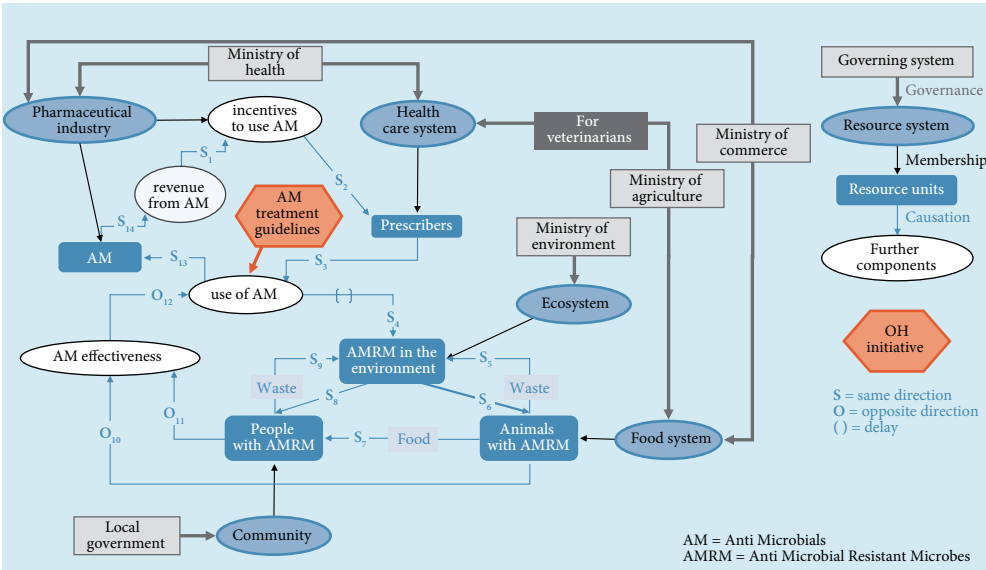 Ministry of
health
Governing system
Governance
Pharmaceutical
industry
incentives
to use AM
Health
care system
For
veterinarians
Ministry of
commerce
Resource system
Membership
S1
S2
revenue
from AM
AM
treatment
guidelines
Prescribers
Ministry of
agriculture
Resource units
Causation
S14
Ministry of
environment
AM
S13
S3
Further
components
O12
use of AM
( )
Ecosystem
S4
AM effectiveness
AMRM in the
environment
OH
initiative
S9
S5
Waste
Waste
S8
S6
S = same direction
O = opposite direction
( ) = delay
O11
O10
People
with AMRM
S7
Food
Animals
with AMRM
Food system
Local
government
Community
AM = Anti Microbials
AMRM = Anti Microbial Resistant Microbes